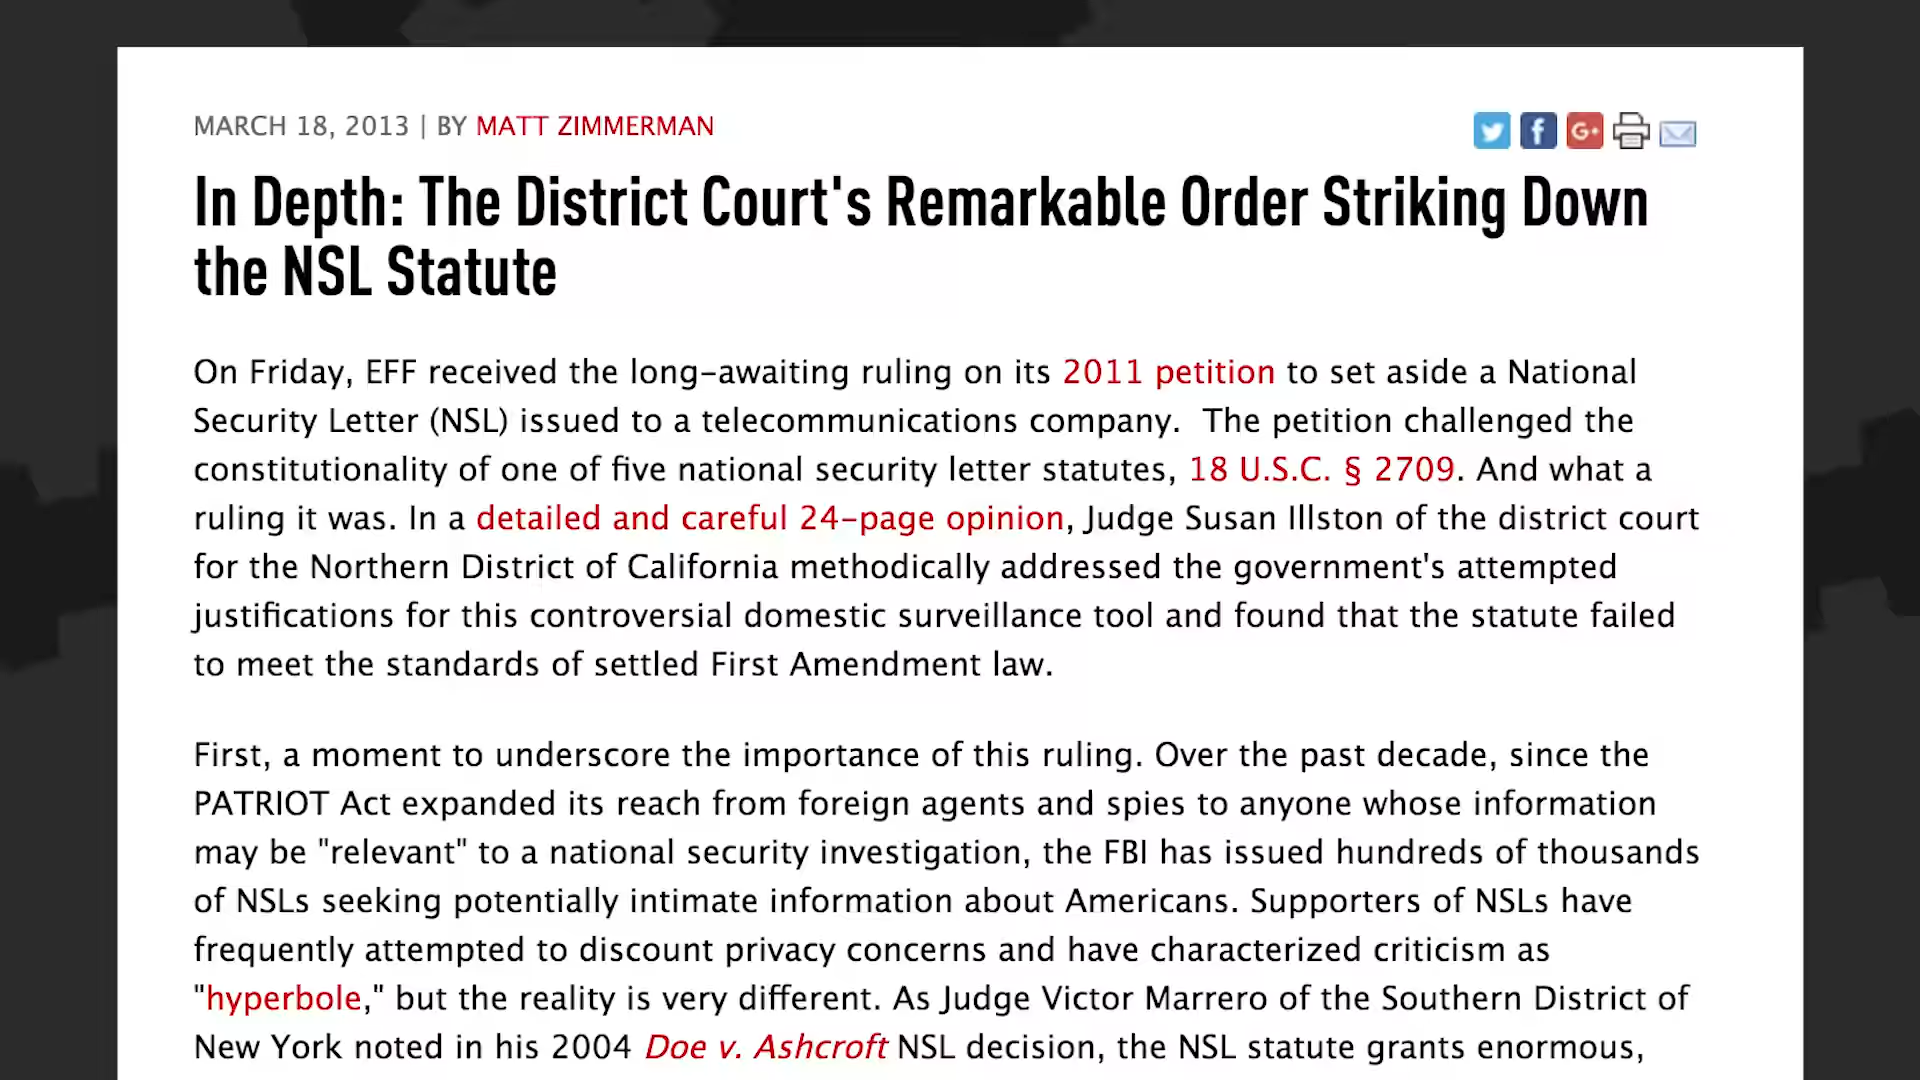 MARCH 18, 2013 | BY MATT ZIMMERMAN
In Depth: The District Court's Remarkable Order Striking Down
the NSL Statute
On Friday, EFF received the long-awaiting ruling on its 2011 petition to set aside a National
Security Letter (NSL) issued to a telecommunications company.  The petition challenged the
constitutionality of one of five national security letter statutes, 18 U.S.C. § 2709. And what a
ruling it was. In a detailed and careful 24-page opinion, Judge Susan Illston of the district court
for the Northern District of California methodically addressed the government's attempted
justifications for this controversial domestic surveillance tool and found that the statute failed
to meet the standards of settled First Amendment law.
First, a moment to underscore the importance of this ruling. Over the past decade, since the
PATRIOT Act expanded its reach from foreign agents and spies to anyone whose information
may be "relevant" to a national security investigation, the FBI has issued hundreds of thousands
of NSLs seeking potentially intimate information about Americans. Supporters of NSLs have
frequently attempted to discount privacy concerns and have characterized criticism as
"hyperbole," but the reality is very different. As Judge Victor Marrero of the Southern District of
New York noted in his 2004 Doe v. Ashcroft NSL decision, the NSL statute grants enormous,